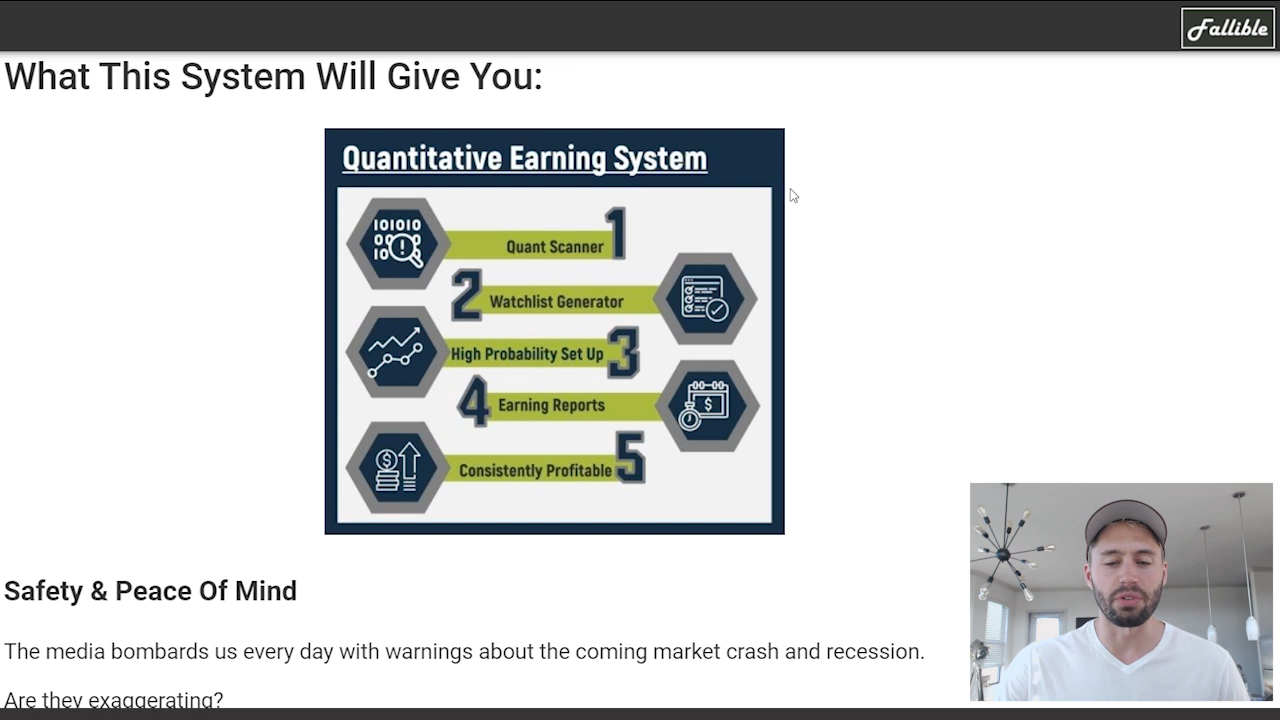 Fallible
What This System Will Give You:
Quantitative Earning System
10101O
Quant Scanner 1
2 Watchlist Generator
High Probability Set Up 3
4 Earning Reports
$
Consistently Profitable 5
$
Safety & Peace Of Mind
The media bombards us every day with warnings about the coming market crash and recession.
Are they exaggerating?